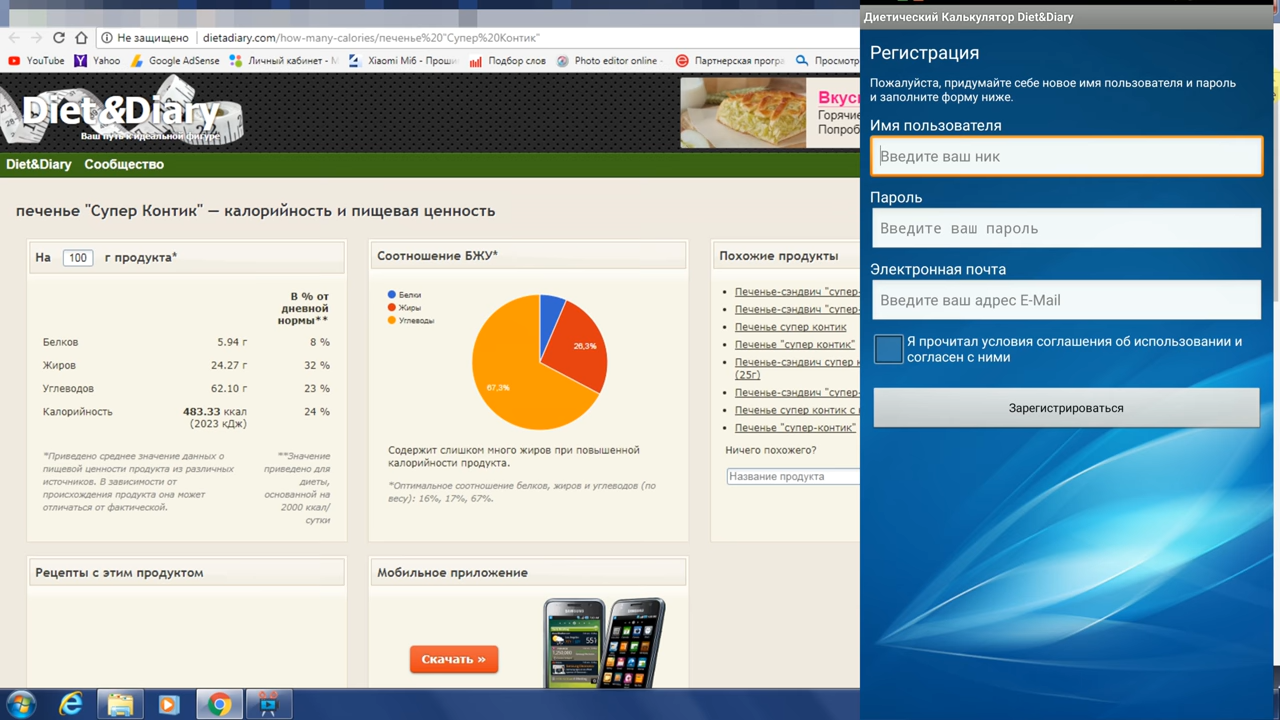 Не защищено
dietadiary.com/how-many-calories/печенье%20"Супер%20Контик"
YouTube
Yahoo
Google AdSense
Личный кабинет - М
Xiaomi Mi6 - Проши
Подбор слов
Photo editor online -
Партнерская програ
Просмотр
Diet&Diary
Ваш путь к идеальной фигуре
Вкус
Горячие
Попроб
Diet&Diary
Сообщество
печенье "Супер Контик" — калорийность и пищевая ценность
На 100 г продукта*
В % от
дневной
нормы**
Белков 5.94 г 8 %
Жиров 24.27 г 32 %
Углеводов 62.10 г 23 %
Калорийность 483.33 ккал 24 %
(2023 кДж)
*Приведено среднее значение данных о
пищевой ценности продукта из различных
источников. В зависимости от
происхождения продукта она может
отличаться от фактической.
**Значение
приведено для
диеты,
основанной на
2000 ккал/
сутки
Соотношение БЖУ*
Белки
Жиры
Углеводы
26,3%
67,3%
Содержит слишком много жиров при повышенной
калорийности продукта.
*Оптимальное соотношение белков, жиров и углеводов (по
весу): 16%, 17%, 67%.
Похожие продукты
Печенье-сэндвич "супер-
Печенье-сэндвич "супер-
Печенье супер контик
Печенье "супер контик"
Печенье-сэндвич супер к
(25г)
Печенье-сэндвич "супер-
Печенье супер контик с
Печенье "супер-контик"
Ничего похожего?
Название продукта
Рецепты с этим продуктом
Мобильное приложение
Скачать »
Диетический Калькулятор Diet&Diary
Регистрация
Пожалуйста, придумайте себе новое имя пользователя и пароль
и заполните форму ниже.
Имя пользователя
Введите ваш ник
Пароль
Введите ваш пароль
Электронная почта
Введите ваш адрес E-Mail
Я прочитал условия соглашения об использовании и
согласен с ними
Зарегистрироваться